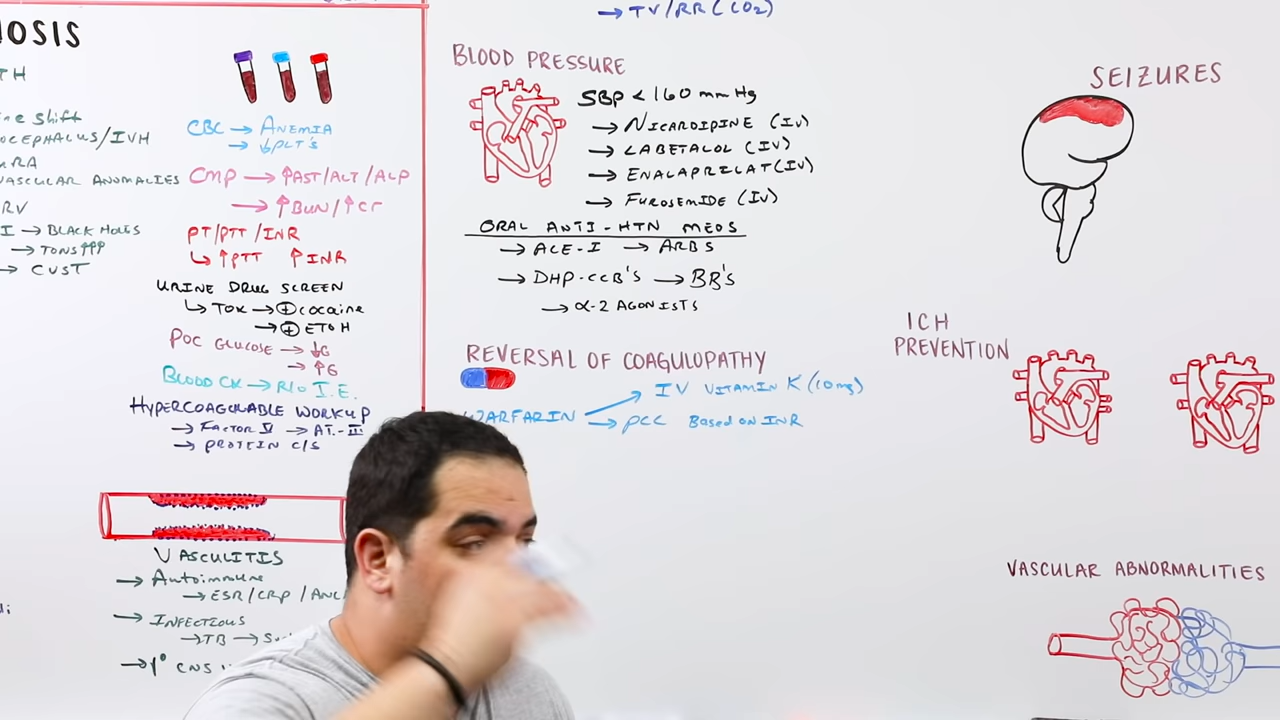 OSIS
TH
ne shift
OCEPHALUS/IVH
RA
VASCULAR ANOMALIES
RV
I → BLACK HOLES
→ TONS ↑↑↑
→ CVST
CBC → ANEMIA
→ ↓PLT'S
CMP → ↑AST/ALT/ALP
→ ↑BUN/↑Cr
PT/PTT/INR
↳ ↑PTT ↑INR
URINE DRUG SCREEN
↳ TOX → ⊕ cocaine
→ ⊕ ETOH
POC GLUCOSE → ↓G
→ ↑G
BLOOD CX → R/O I.E.
HYPERCOAGULABLE WORKUP
→ FACTOR V → AT-III
→ PROTEIN C/S
VASCULITIS
→ Autoimmune
→ ESR/CRP/ANC
→ INFECTIOUS
→ TB →
→ 1° CNS
→ TV/RR (CO2)
BLOOD PRESSURE
SBP < 160 mmHg
→ NICARDIPINE (IV)
→ LABETALOL (IV)
→ ENALAPRILAT (IV)
→ FUROSEMIDE (IV)
ORAL ANTI-HTN MEDS
→ ACE-I → ARBS
→ DHP-CCB'S → BB'S
→ α-2 AGONISTS
REVERSAL OF COAGULOPATHY
WARFARIN → IV VITAMIN K (10mg)
→ PCC Based on INR
SEIZURES
ICH
PREVENTION
VASCULAR ABNORMALITIES